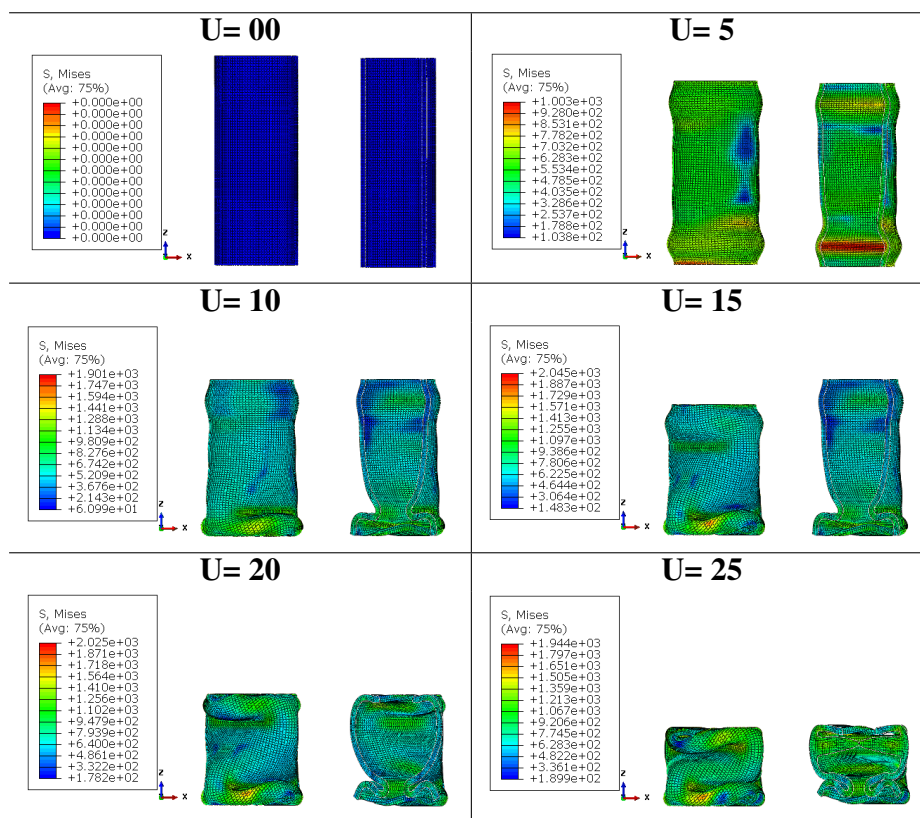 U= 00
S, Mises
(Avg: 75%)
+0.000e+00
+0.000e+00
+0.000e+00
+0.000e+00
+0.000e+00
+0.000e+00
+0.000e+00
+0.000e+00
+0.000e+00
+0.000e+00
+0.000e+00
+0.000e+00
+0.000e+00
Z
X
U= 5
S, Mises
(Avg: 75%)
+1.003e+03
+9.280e+02
+8.531e+02
+7.782e+02
+7.032e+02
+6.283e+02
+5.534e+02
+4.785e+02
+4.035e+02
+3.286e+02
+2.537e+02
+1.788e+02
+1.038e+02
Z
X
U= 10
S, Mises
(Avg: 75%)
+1.901e+03
+1.747e+03
+1.594e+03
+1.441e+03
+1.288e+03
+1.134e+03
+9.809e+02
+8.276e+02
+6.742e+02
+5.209e+02
+3.676e+02
+2.143e+02
+6.099e+01
Z
X
U= 15
S, Mises
(Avg: 75%)
+2.045e+03
+1.887e+03
+1.729e+03
+1.571e+03
+1.413e+03
+1.255e+03
+1.097e+03
+9.386e+02
+7.806e+02
+6.225e+02
+4.644e+02
+3.064e+02
+1.483e+02
Z
X
U= 20
S, Mises
(Avg: 75%)
+2.025e+03
+1.871e+03
+1.718e+03
+1.564e+03
+1.410e+03
+1.256e+03
+1.102e+03
+9.479e+02
+7.939e+02
+6.400e+02
+4.861e+02
+3.322e+02
+1.782e+02
Z
X
U= 25
S, Mises
(Avg: 75%)
+1.944e+03
+1.797e+03
+1.651e+03
+1.505e+03
+1.359e+03
+1.213e+03
+1.067e+03
+9.206e+02
+7.745e+02
+6.283e+02
+4.822e+02
+3.361e+02
+1.899e+02
Z
X